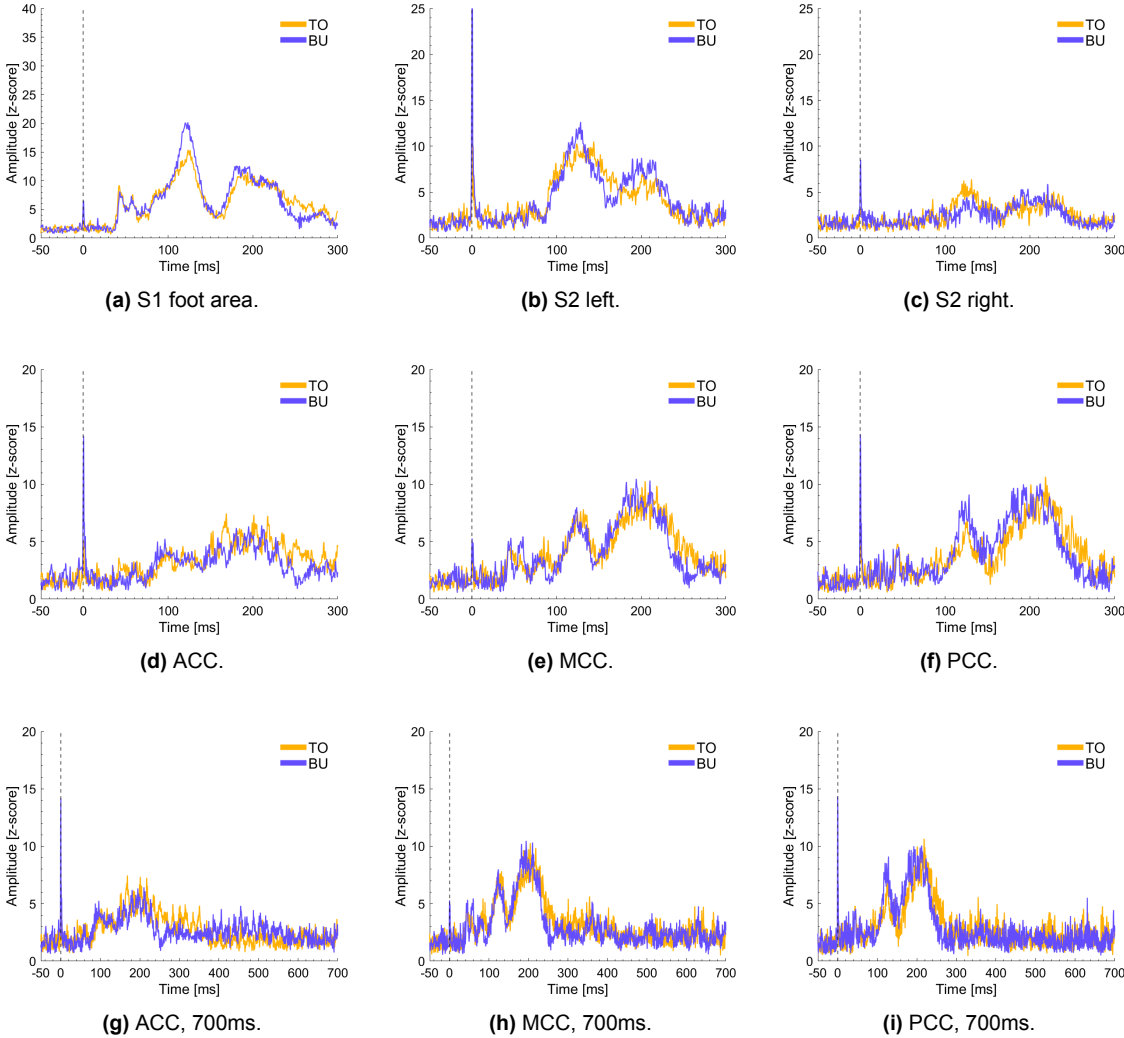 40
35
30
25
20
15
10
5
0
Amplitude [z-score]
TO
BU
-50 0 100 200 300
Time [ms]
(a) S1 foot area.
25
20
15
10
5
0
Amplitude [z-score]
TO
BU
-50 0 100 200 300
Time [ms]
(b) S2 left.
25
20
15
10
5
0
Amplitude [z-score]
TO
BU
-50 0 100 200 300
Time [ms]
(c) S2 right.
20
15
10
5
0
Amplitude [z-score]
TO
BU
-50 0 100 200 300
Time [ms]
(d) ACC.
20
15
10
5
0
Amplitude [z-score]
TO
BU
-50 0 100 200 300
Time [ms]
(e) MCC.
20
15
10
5
0
Amplitude [z-score]
TO
BU
-50 0 100 200 300
Time [ms]
(f) PCC.
20
15
10
5
0
Amplitude [z-score]
TO
BU
-50 0 100 200 300 400 500 600 700
Time [ms]
(g) ACC, 700ms.
20
15
10
5
0
Amplitude [z-score]
TO
BU
-50 0 100 200 300 400 500 600 700
Time [ms]
(h) MCC, 700ms.
20
15
10
5
0
Amplitude [z-score]
TO
BU
-50 0 100 200 300 400 500 600 700
Time [ms]
(i) PCC, 700ms.